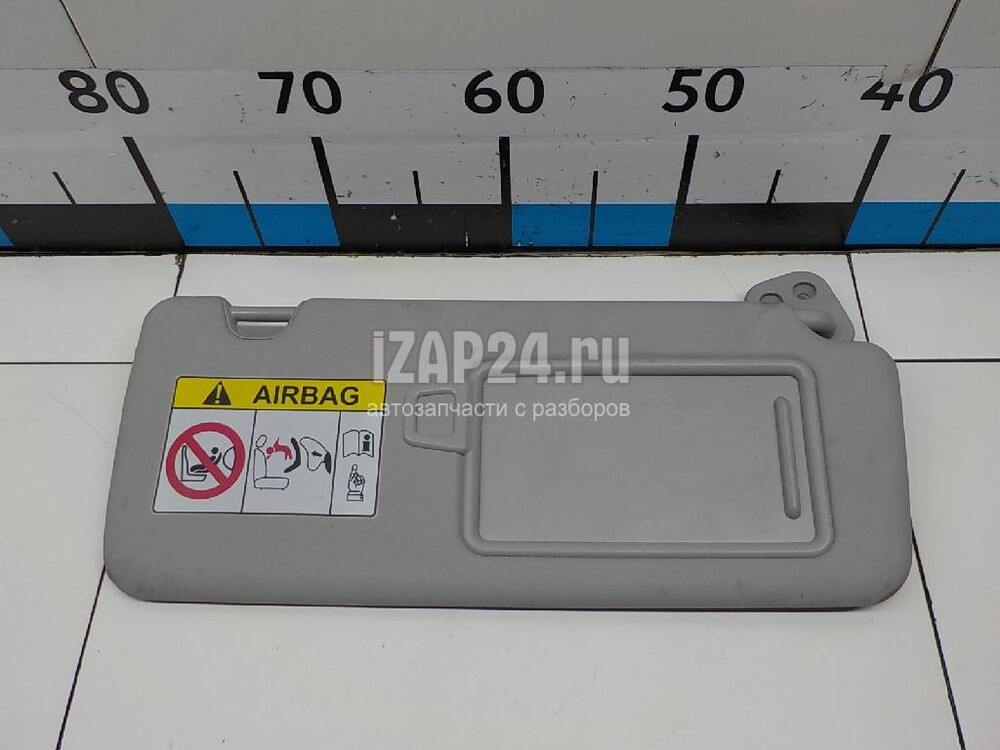 80 70 60 50 40
iZAP24.ru
автозапчасти с разборов
AIRBAG